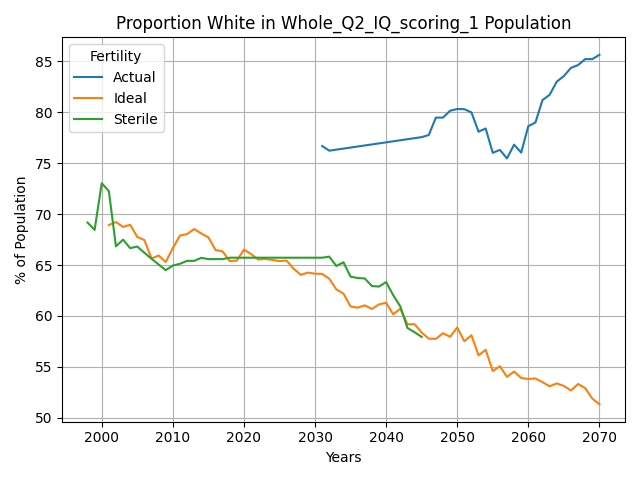 Proportion White in Whole_Q2_IQ_scoring_1 Population
Fertility
Actual
Ideal
Sterile
% of Population
85
80
75
70
65
60
55
50
2000 2010 2020 2030 2040 2050 2060 2070
Years